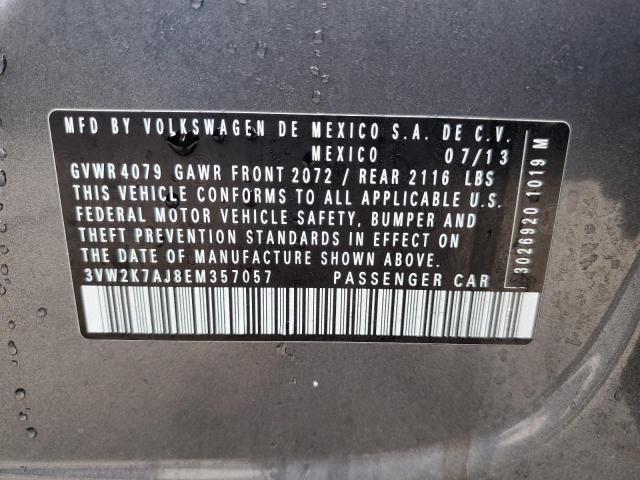 MFD BY VOLKSWAGEN DE MEXICO S.A. DE C.V.
MEXICO 07/13
GVWR 4079 GAWR FRONT 2072 / REAR 2116 LBS
THIS VEHICLE CONFORMS TO ALL APPLICABLE U.S.
FEDERAL MOTOR VEHICLE SAFETY, BUMPER AND
THEFT PREVENTION STANDARDS IN EFFECT ON
THE DATE OF MANUFACTURE SHOWN ABOVE.
3VW2K7AJ8EM357057 PASSENGER CAR
3026920 1019 M